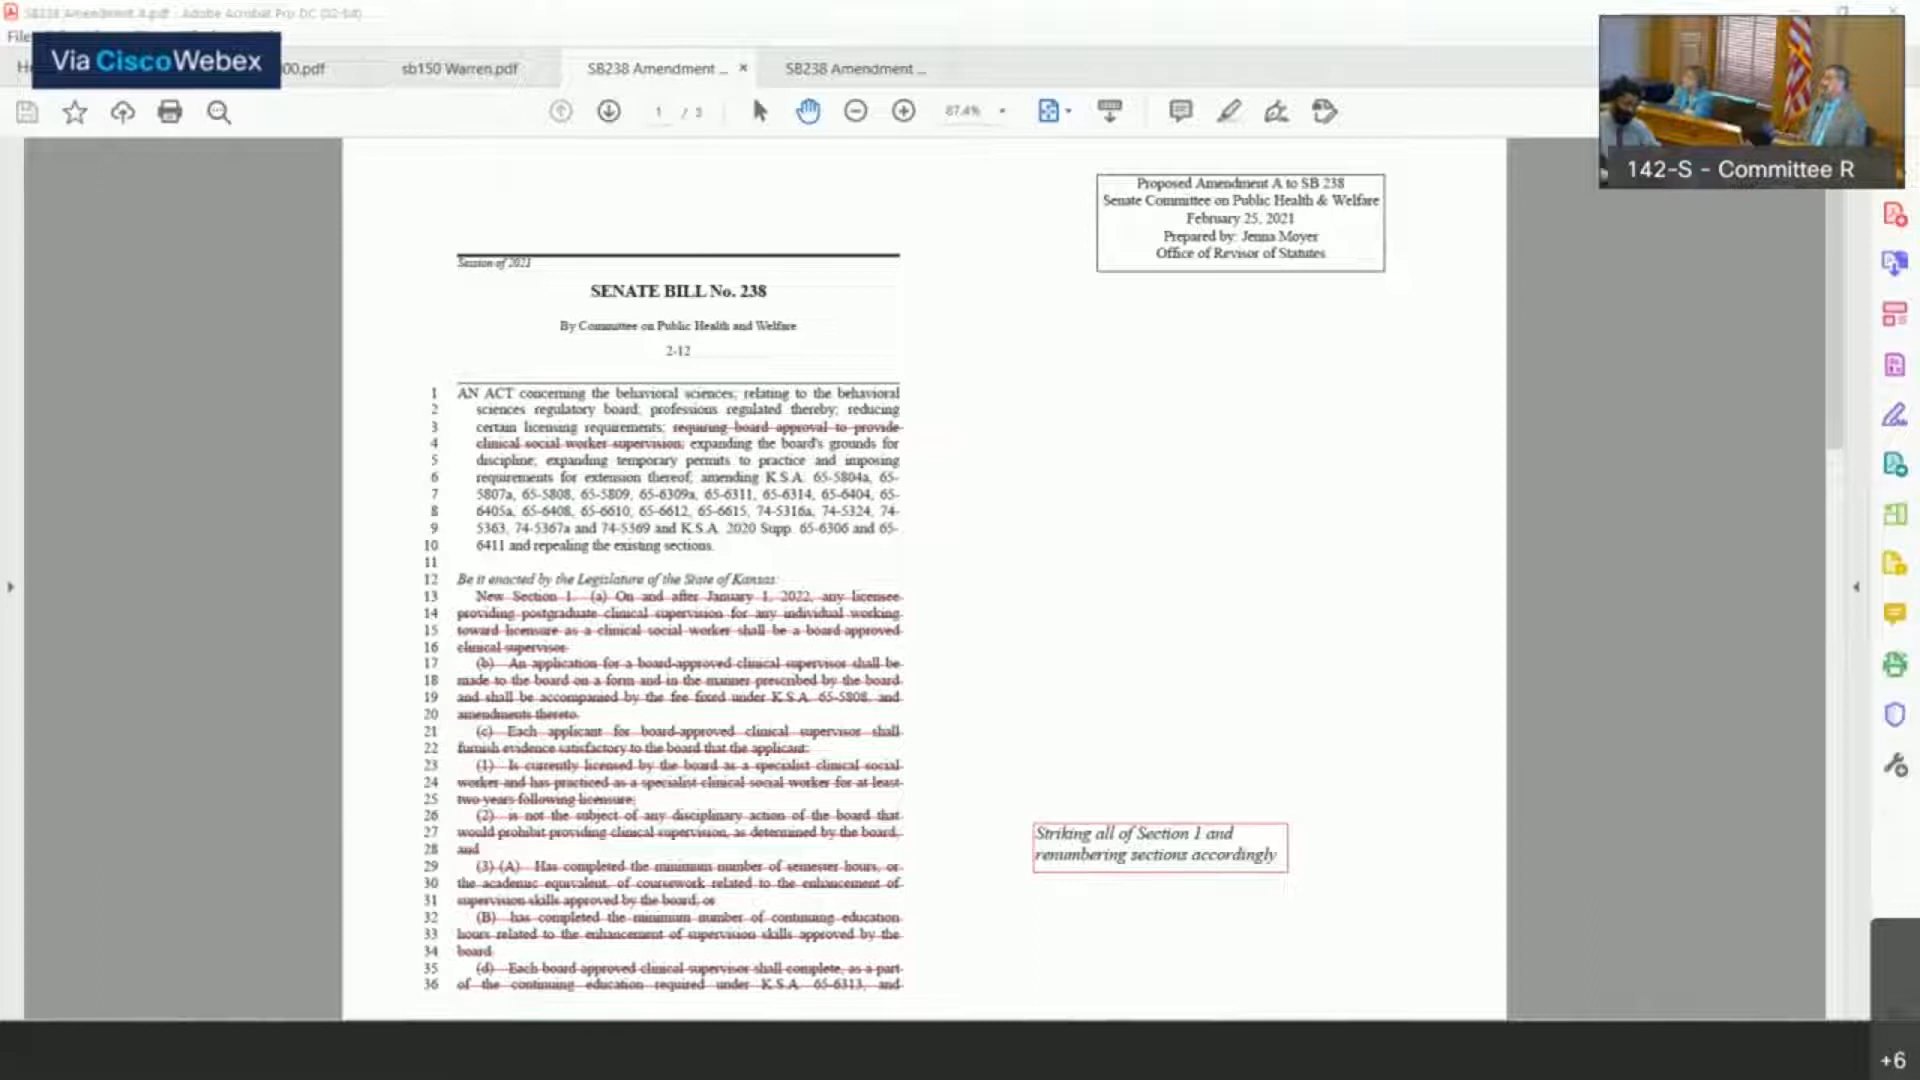 SB238 Amendment A.pdf - Adobe Acrobat Pro DC (32-bit)
File
Via CiscoWebex
00.pdf
sb150 Warren.pdf
SB238 Amendment ...
SB238 Amendment ...
1 / 3
87.4%
142-S - Committee R
Proposed Amendment A to SB 238
Senate Committee on Public Health & Welfare
February 25, 2021
Prepared by: Jenna Moyer
Office of Revisor of Statutes
Session of 2021
SENATE BILL No. 238
By Committee on Public Health and Welfare
2-12
1 AN ACT concerning the behavioral sciences; relating to the behavioral
2 sciences regulatory board; professions regulated thereby; reducing
3 certain licensing requirements; requiring board approval to provide
4 clinical social worker supervision; expanding the board's grounds for
5 discipline; expanding temporary permits to practice and imposing
6 requirements for extension thereof; amending K.S.A. 65-5804a, 65-
7 5807a, 65-5808, 65-5809, 65-6309a, 65-6311, 65-6314, 65-6404, 65-
8 6405a, 65-6408, 65-6610, 65-6612, 65-6615, 74-5316a, 74-5324, 74-
9 5363, 74-5367a and 74-5369 and K.S.A. 2020 Supp. 65-6306 and 65-
10 6411 and repealing the existing sections.
11
12 Be it enacted by the Legislature of the State of Kansas:
13 New Section 1. (a) On and after January 1, 2022, any licensee
14 providing postgraduate clinical supervision for any individual working
15 toward licensure as a clinical social worker shall be a board-approved
16 clinical supervisor.
17 (b) An application for a board-approved clinical supervisor shall be
18 made to the board on a form and in the manner prescribed by the board
19 and shall be accompanied by the fee fixed under K.S.A. 65-5808, and
20 amendments thereto.
21 (c) Each applicant for board-approved clinical supervisor shall
22 furnish evidence satisfactory to the board that the applicant:
23 (1) Is currently licensed by the board as a specialist clinical social
24 worker and has practiced as a specialist clinical social worker for at least
25 two years following licensure;
26 (2) is not the subject of any disciplinary action of the board that
27 would prohibit providing clinical supervision, as determined by the board;
28 and
29 (3) (A) Has completed the minimum number of semester hours, or
30 the academic equivalent, of coursework related to the enhancement of
31 supervision skills approved by the board; or
32 (B) has completed the minimum number of continuing education
33 hours related to the enhancement of supervision skills approved by the
34 board.
35 (d) Each board-approved clinical supervisor shall complete, as a part
36 of the continuing education required under K.S.A. 65-6313, and
Striking all of Section 1 and
renumbering sections accordingly
+6